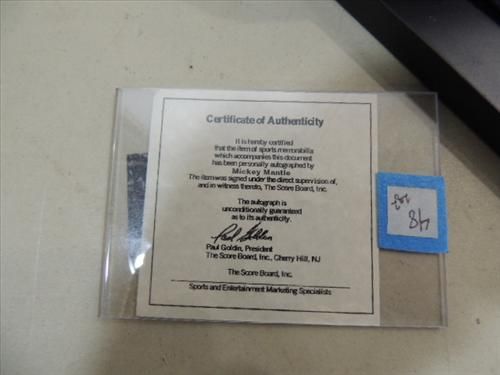 Certificate of Authenticity
It is hereby certified
that the item of sports memorabilia
which accompanies this document
has been personally autographed by
Mickey Mantle
The item was signed under the direct supervision of,
and in witness thereto, The Score Board, Inc.
The autograph is
unconditionally guaranteed
as to its authenticity.
Paul Goldin
Paul Goldin, President
The Score Board, Inc., Cherry Hill, NJ
The Score Board, Inc.
Sports and Entertainment Marketing Specialists
48